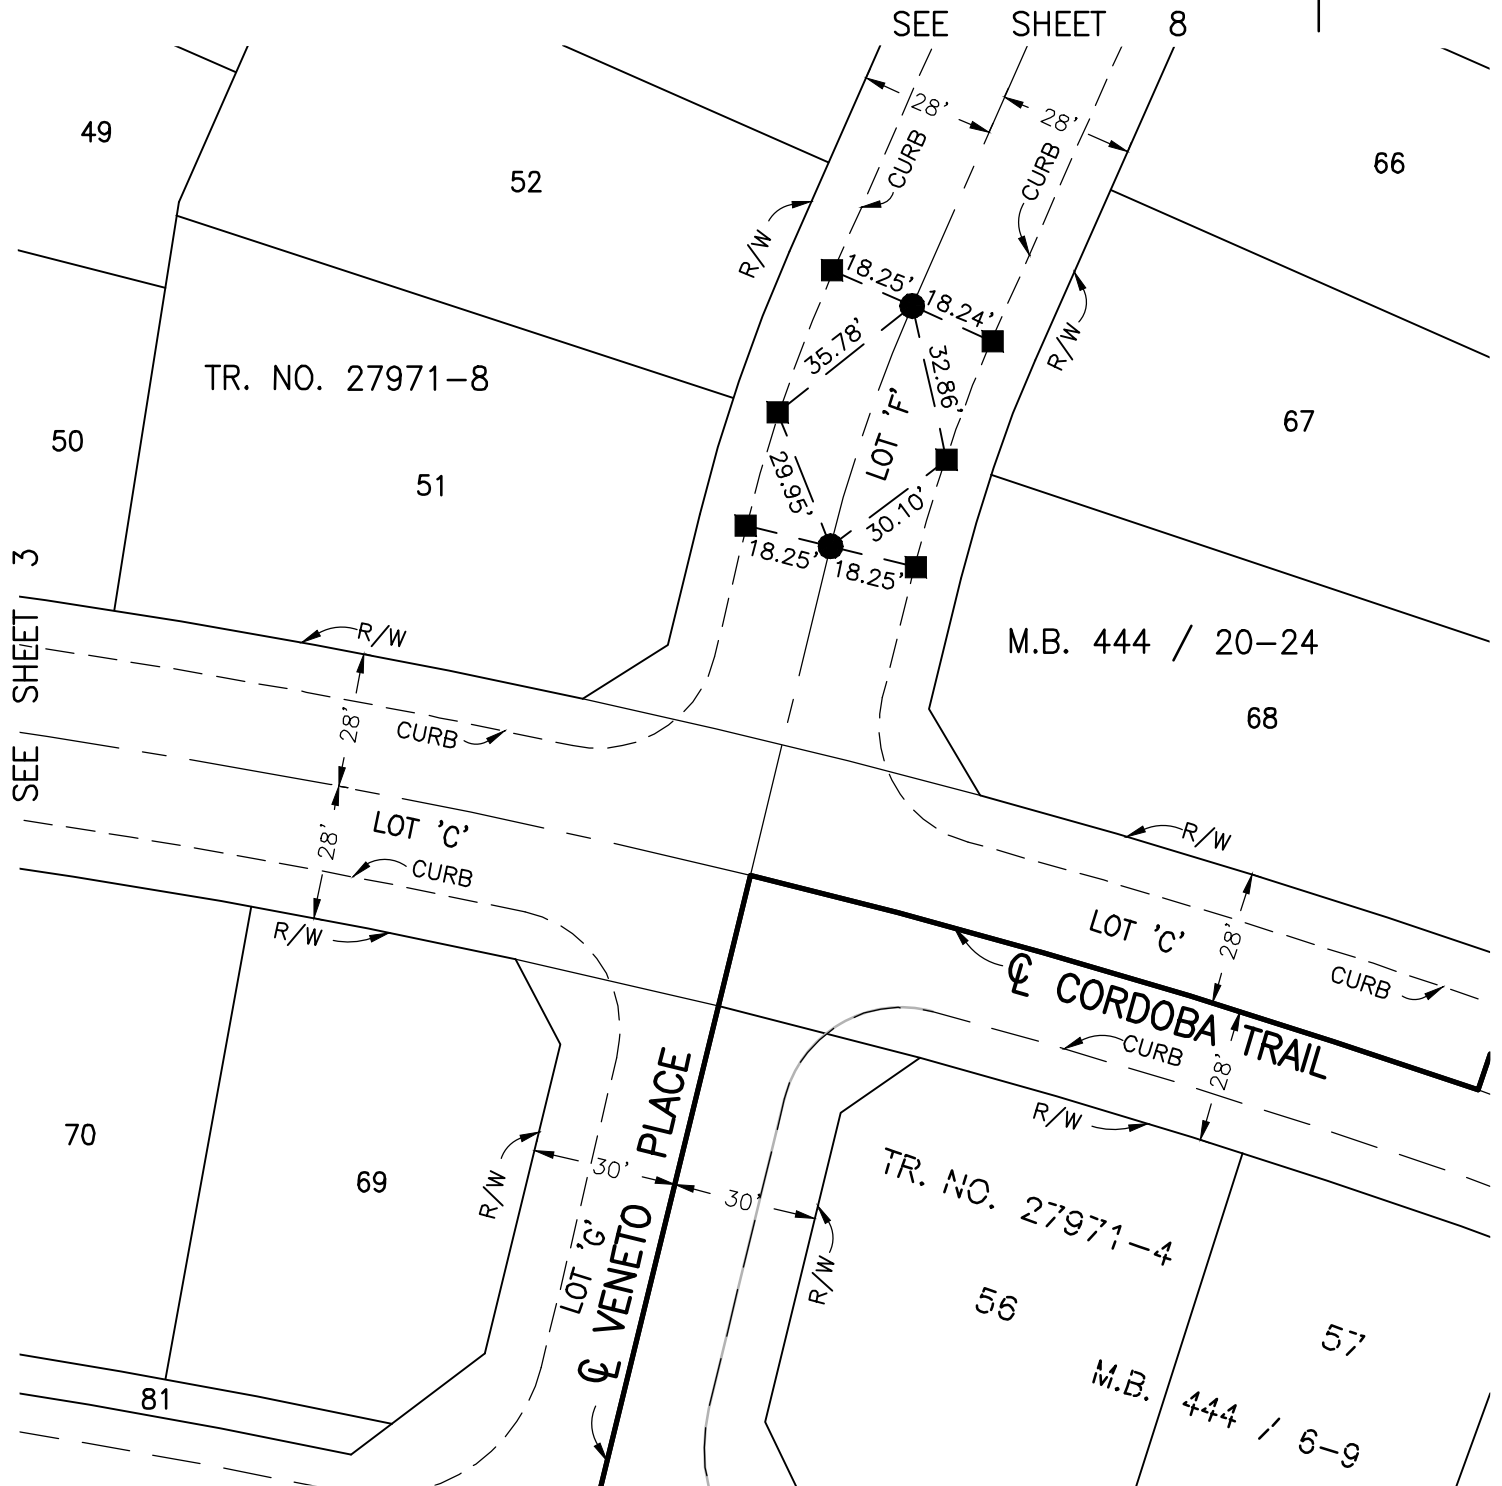 SEE SHEET 8
28'
28'
CURB
CURB
49
52
66
R/W
R/W
18.25'
18.24'
35.78'
32.86'
TR. NO. 27971-8
LOT 'F'
67
50
51
29.95'
30.10'
18.25'
18.25'
SEE SHEET 3
R/W
M.B. 444 / 20-24
68
28'
CURB
28'
LOT 'C'
CURB
R/W
R/W
LOT 'C'
28'
CURB
℄ CORDOBA TRAIL
CURB
28'
R/W
70
69
R/W
30'
30'
℄ VENETO PLACE
LOT 'G'
R/W
TR. NO. 27971-4
56
57
M.B. 444 / 6-9
81